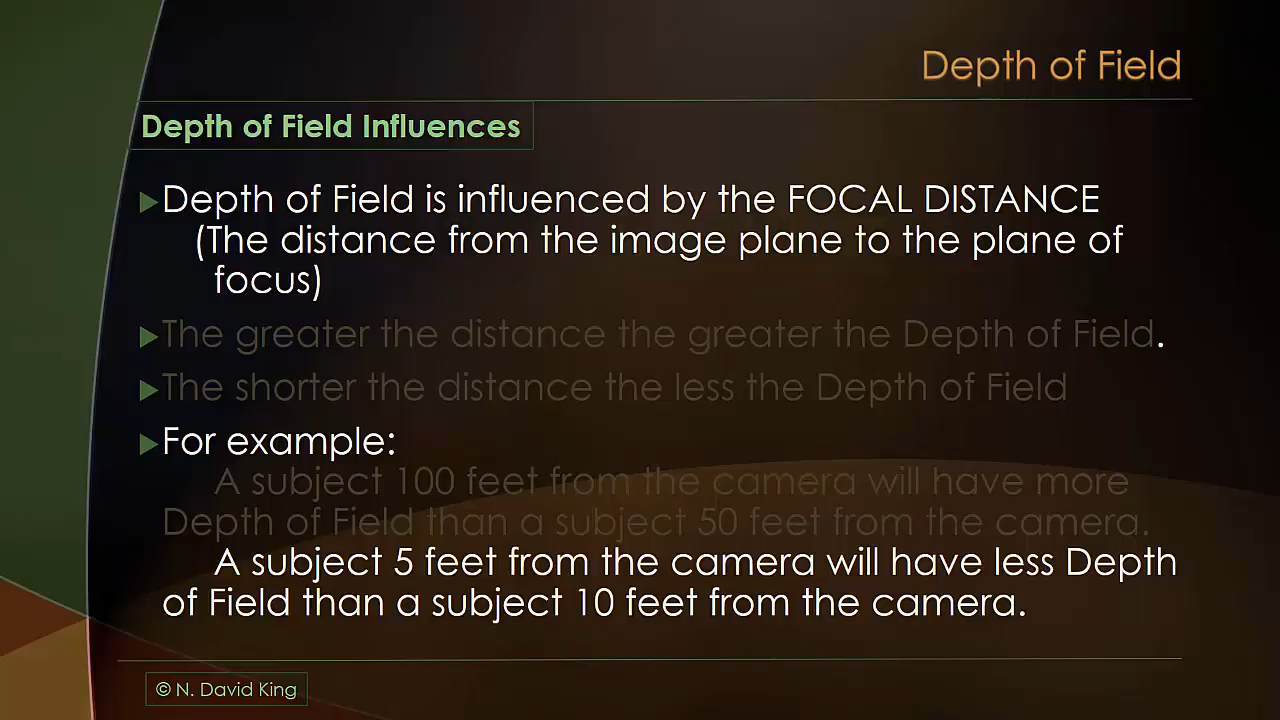 Depth of Field
Depth of Field Influences
Depth of Field is influenced by the FOCAL DISTANCE
(The distance from the image plane to the plane of
focus)
The greater the distance the greater the Depth of Field.
The shorter the distance the less the Depth of Field
For example:
A subject 100 feet from the camera will have more
Depth of Field than a subject 50 feet from the camera.
A subject 5 feet from the camera will have less Depth
of Field than a subject 10 feet from the camera.
© N. David King